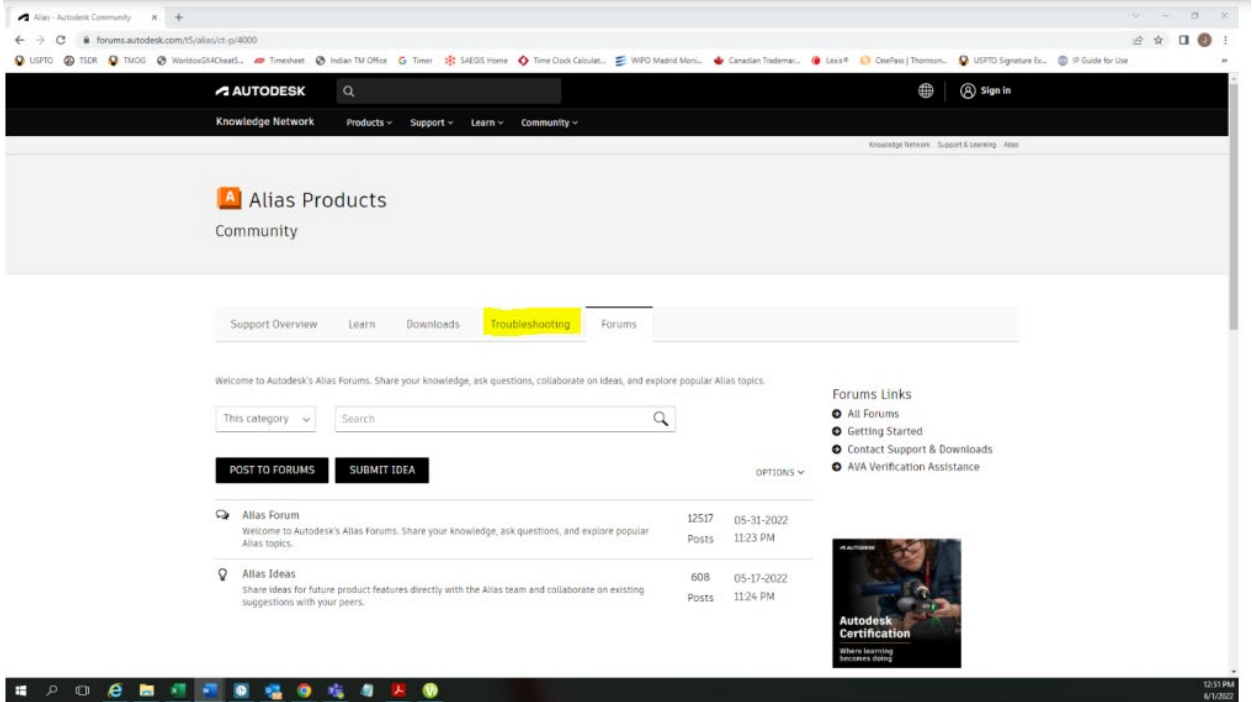 Alias - Autodesk Community
forums.autodesk.com/t5/alias/ct-p/4000
USPTO TSDR TMOG WorldoxGX4CheatS... Timesheet Indian TM Office Timer SAEGIS Home Time Clock Calculat... WIPO Madrid Moni... Canadian Trademar... Lexis® OnePass | Thomson... USPTO Signature Ex... IP Guide for Use
AUTODESK
Sign in
Knowledge Network Products Support Learn Community
Knowledge Network Support & Learning Alias
Alias Products
Community
Support Overview Learn Downloads Troubleshooting Forums
Welcome to Autodesk's Alias Forums. Share your knowledge, ask questions, collaborate on ideas, and explore popular Alias topics.
This category Search
POST TO FORUMS SUBMIT IDEA OPTIONS
Alias Forum
Welcome to Autodesk's Alias Forums. Share your knowledge, ask questions, and explore popular
Alias topics.
12517
Posts
05-31-2022
11:23 PM
Alias Ideas
Share ideas for future product features directly with the Alias team and collaborate on existing
suggestions with your peers.
608
Posts
05-17-2022
11:24 PM
Forums Links
All Forums
Getting Started
Contact Support & Downloads
AVA Verification Assistance
AUTODESK
Autodesk
Certification
Where learning
becomes doing
12:51 PM
6/1/2022